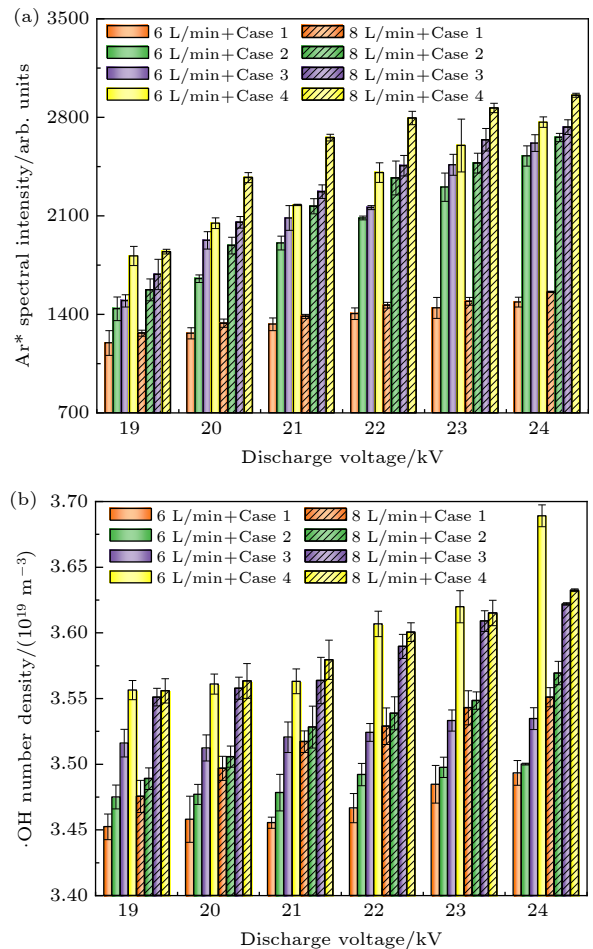 (a)
3500
2800
2100
1400
700
Ar* spectral intensity/arb. units
6 L/min+Case 1
8 L/min+Case 1
6 L/min+Case 2
8 L/min+Case 2
6 L/min+Case 3
8 L/min+Case 3
6 L/min+Case 4
8 L/min+Case 4
19 20 21 22 23 24
Discharge voltage/kV
(b)
3.70
3.65
3.60
3.55
3.50
3.45
3.40
·OH number density/(10¹⁹ m⁻³)
6 L/min+Case 1
8 L/min+Case 1
6 L/min+Case 2
8 L/min+Case 2
6 L/min+Case 3
8 L/min+Case 3
6 L/min+Case 4
8 L/min+Case 4
19 20 21 22 23 24
Discharge voltage/kV